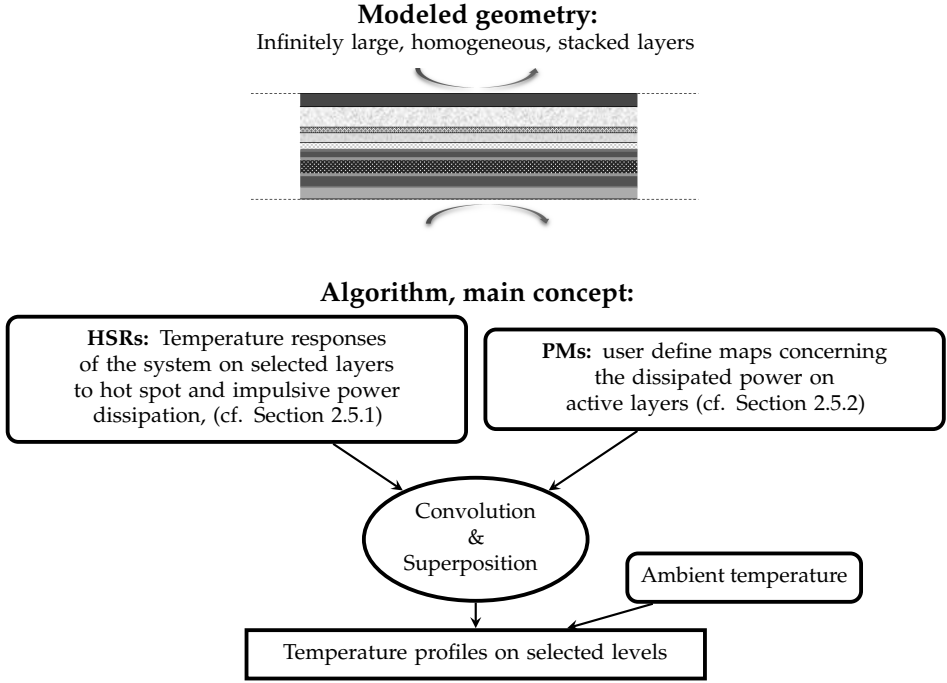 Modeled geometry:
Infinitely large, homogeneous, stacked layers
Algorithm, main concept:
HSRs: Temperature responses
of the system on selected layers
to hot spot and impulsive power
dissipation, (cf. Section 2.5.1)
PMs: user define maps concerning
the dissipated power on
active layers (cf. Section 2.5.2)
Convolution
&
Superposition
Ambient temperature
Temperature profiles on selected levels